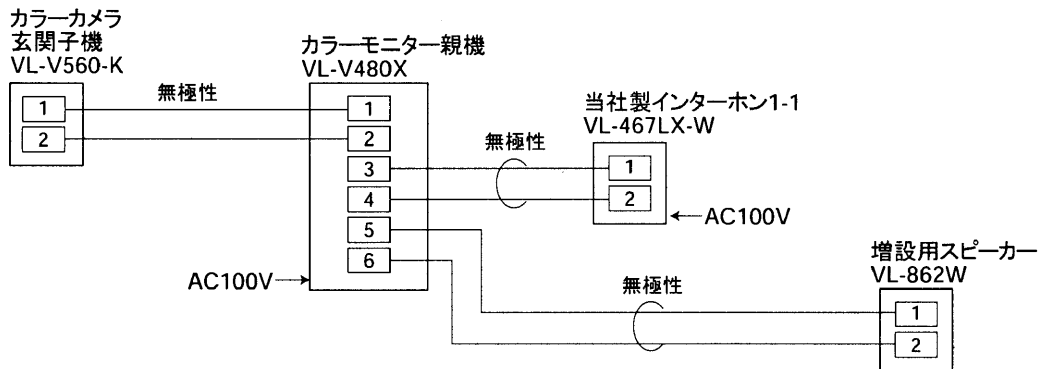 カラーカメラ
玄関子機
VL-V560-K
1
2
無極性
カラーモニター親機
VL-V480X
1
2
3
4
5
6
AC100V
無極性
当社製インターホン1-1
VL-467LX-W
1
2
AC100V
無極性
増設用スピーカー
VL-862W
1
2